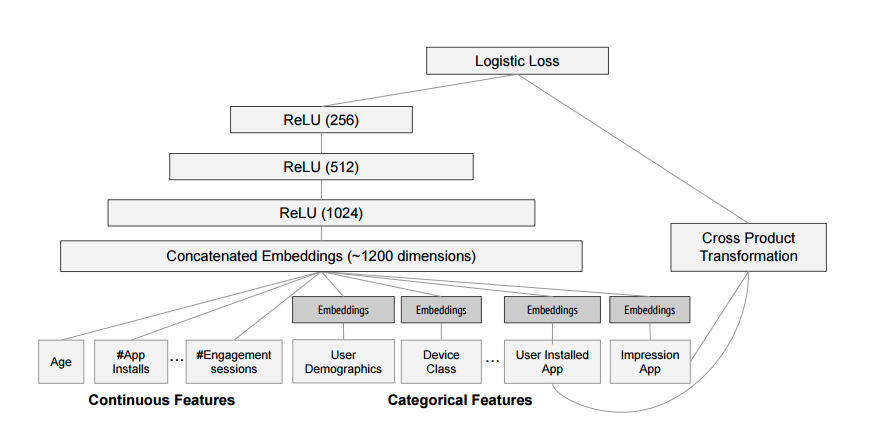 Logistic Loss
ReLU (256)
ReLU (512)
ReLU (1024)
Concatenated Embeddings (~1200 dimensions)
Cross Product
Transformation
Embeddings
Embeddings
Embeddings
Embeddings
Age
#App
Installs
...
#Engagement
sessions
User
Demographics
Device
Class
...
User Installed
App
Impression
App
Continuous Features
Categorical Features